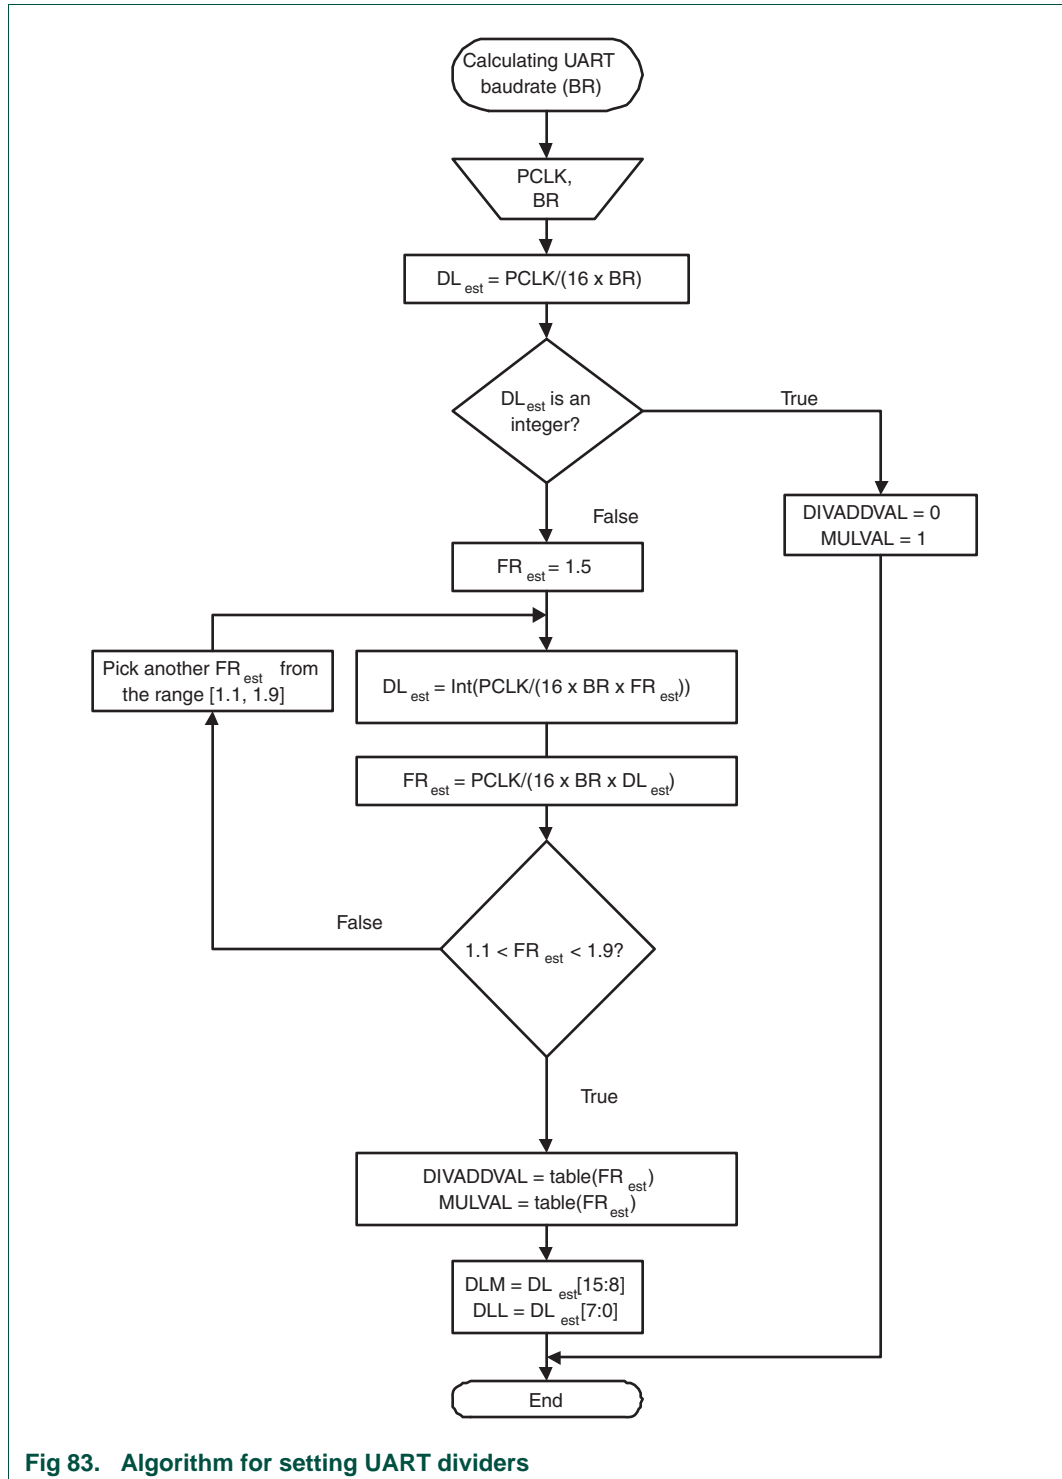 Calculating UART
baudrate (BR)
PCLK,
BR
DL est = PCLK/(16 x BR)
DL est is an
integer?
True
False
DIVADDVAL = 0
MULVAL = 1
FR est = 1.5
Pick another FR est from
the range [1.1, 1.9]
DL est = Int(PCLK/(16 x BR x FR est))
FR est = PCLK/(16 x BR x DL est)
False
1.1 < FR est < 1.9?
True
DIVADDVAL = table(FR est)
MULVAL = table(FR est)
DLM = DL est[15:8]
DLL = DL est[7:0]
End
Fig 83. Algorithm for setting UART dividers